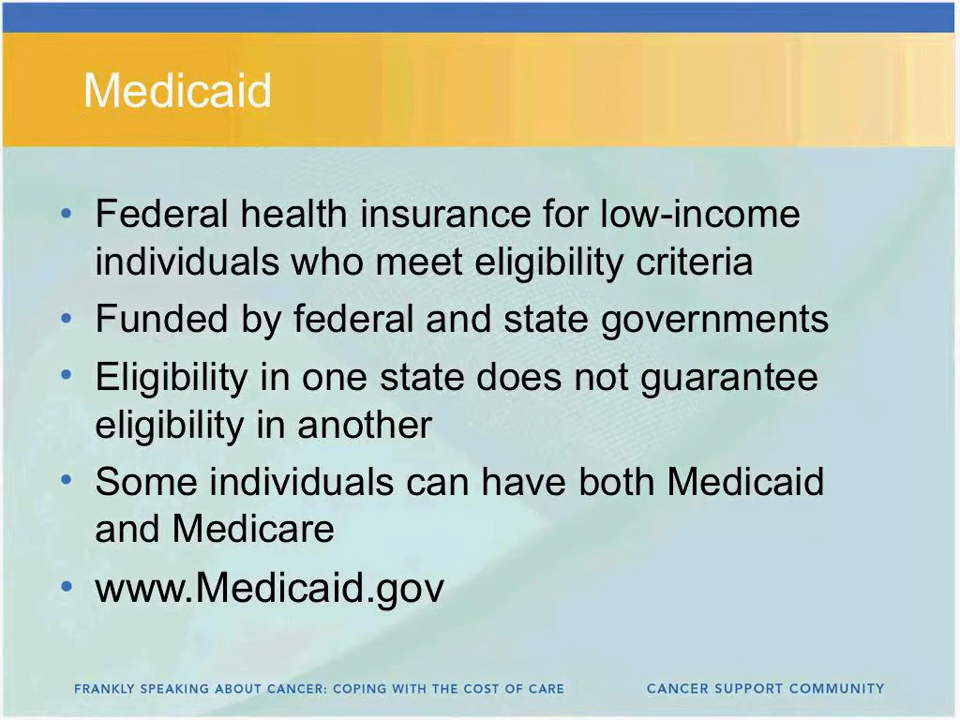 Medicaid
• Federal health insurance for low-income
individuals who meet eligibility criteria
• Funded by federal and state governments
• Eligibility in one state does not guarantee
eligibility in another
• Some individuals can have both Medicaid
and Medicare
• www.Medicaid.gov
FRANKLY SPEAKING ABOUT CANCER: COPING WITH THE COST OF CARE
CANCER SUPPORT COMMUNITY